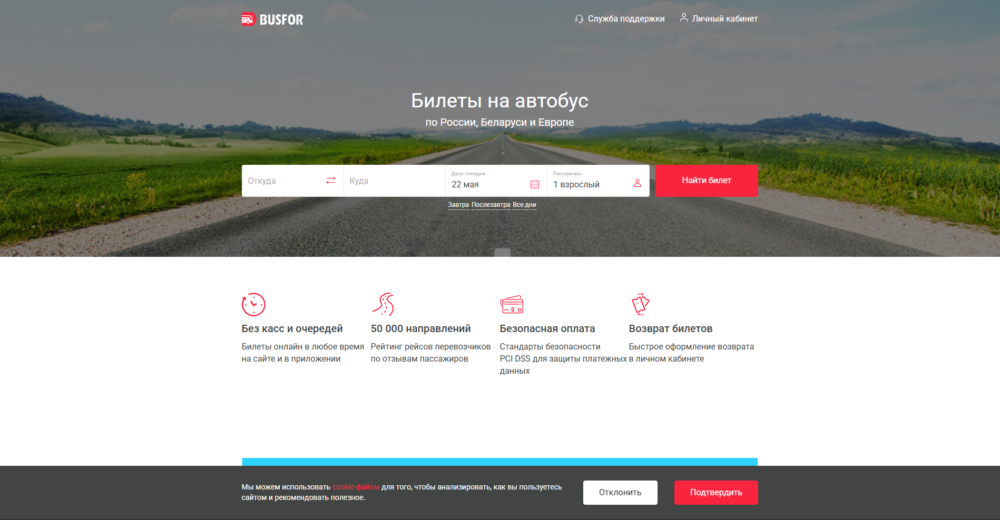 BUSFOR
Служба поддержки
Личный кабинет
Билеты на автобус
по России, Беларуси и Европе
Откуда
Куда
Дата поездки
22 мая
Пассажиры
1 взрослый
Найти билет
Завтра Послезавтра Все дни
Без касс и очередей
Билеты онлайн в любое время
на сайте и в приложении
50 000 направлений
Рейтинг рейсов перевозчиков
по отзывам пассажиров
Безопасная оплата
Стандарты безопасности
PCI DSS для защиты платежных
данных
Возврат билетов
Быстрое оформление возврата
в личном кабинете
Мы можем использовать cookie-файлы для того, чтобы анализировать, как вы пользуетесь
сайтом и рекомендовать полезное.
Отклонить
Подтвердить